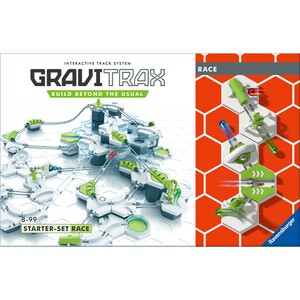 INTERACTIVE TRACK SYSTEM
GRAVITRAX
BUILD BEYOND THE USUAL
RACE
8-99
STARTER-SET RACE
Ravensburger